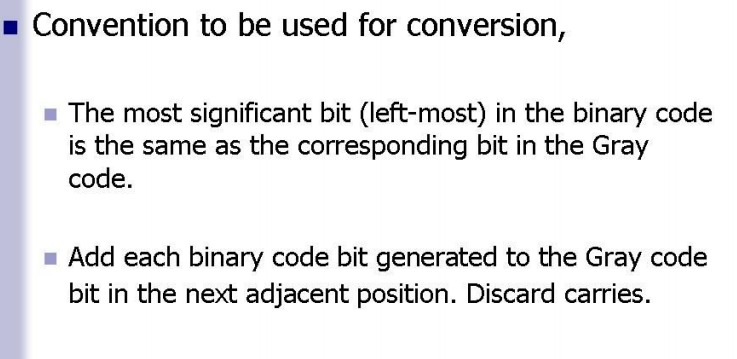 Convention to be used for conversion,
The most significant bit (left-most) in the binary code
is the same as the corresponding bit in the Gray
code.
Add each binary code bit generated to the Gray code
bit in the next adjacent position. Discard carries.